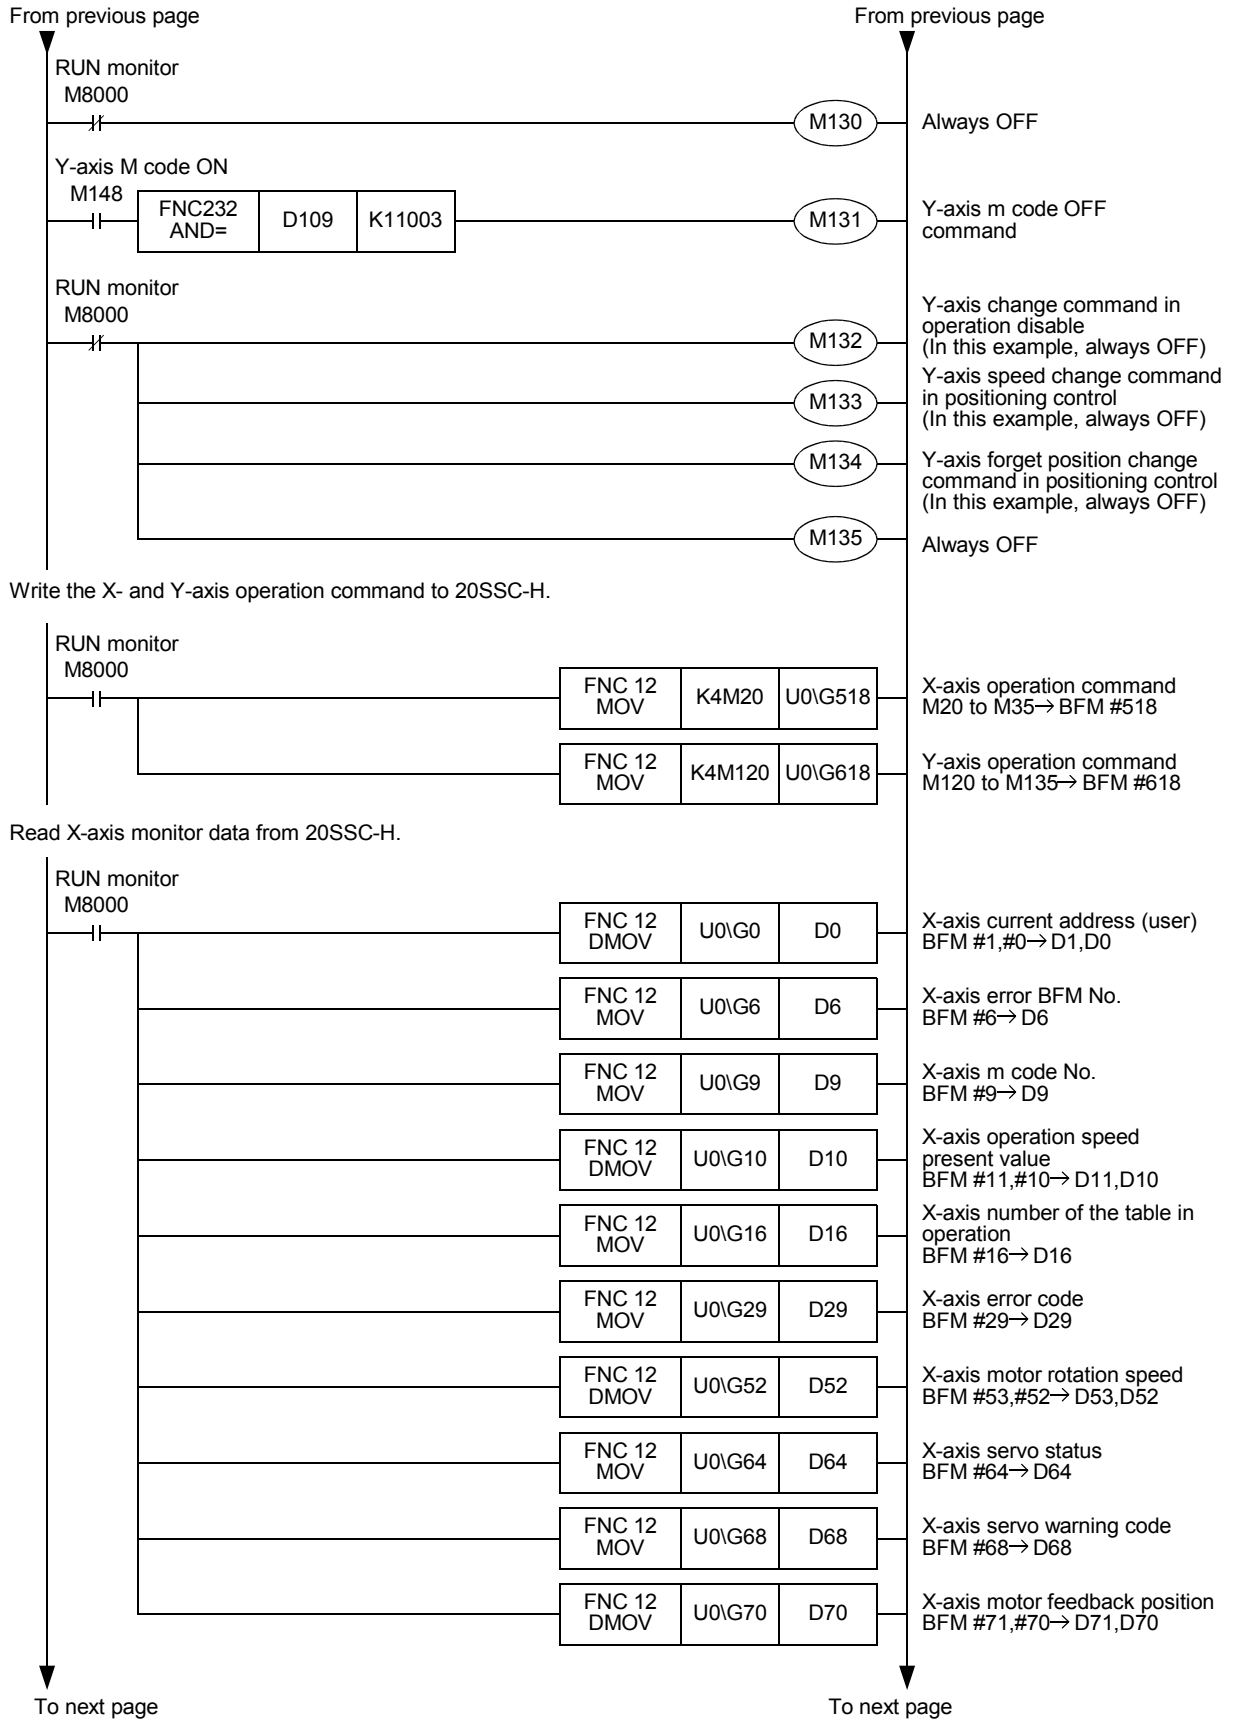 From previous page
From previous page
RUN monitor
M8000
M130
Always OFF
Y-axis M code ON
M148
FNC232
AND=
D109
K11003
M131
Y-axis m code OFF
command
RUN monitor
M8000
M132
Y-axis change command in
operation disable
(In this example, always OFF)
M133
Y-axis speed change command
in positioning control
(In this example, always OFF)
M134
Y-axis forget position change
command in positioning control
(In this example, always OFF)
M135
Always OFF
Write the X- and Y-axis operation command to 20SSC-H.
RUN monitor
M8000
FNC 12
MOV
K4M20
U0\G518
X-axis operation command
M20 to M35→ BFM #518
FNC 12
MOV
K4M120
U0\G618
Y-axis operation command
M120 to M135→ BFM #618
Read X-axis monitor data from 20SSC-H.
RUN monitor
M8000
FNC 12
DMOV
U0\G0
D0
X-axis current address (user)
BFM #1,#0→ D1,D0
FNC 12
MOV
U0\G6
D6
X-axis error BFM No.
BFM #6→ D6
FNC 12
MOV
U0\G9
D9
X-axis m code No.
BFM #9→ D9
FNC 12
DMOV
U0\G10
D10
X-axis operation speed
present value
BFM #11,#10→ D11,D10
FNC 12
MOV
U0\G16
D16
X-axis number of the table in
operation
BFM #16→ D16
FNC 12
MOV
U0\G29
D29
X-axis error code
BFM #29→ D29
FNC 12
DMOV
U0\G52
D52
X-axis motor rotation speed
BFM #53,#52→ D53,D52
FNC 12
MOV
U0\G64
D64
X-axis servo status
BFM #64→ D64
FNC 12
MOV
U0\G68
D68
X-axis servo warning code
BFM #68→ D68
FNC 12
DMOV
U0\G70
D70
X-axis motor feedback position
BFM #71,#70→ D71,D70
To next page
To next page